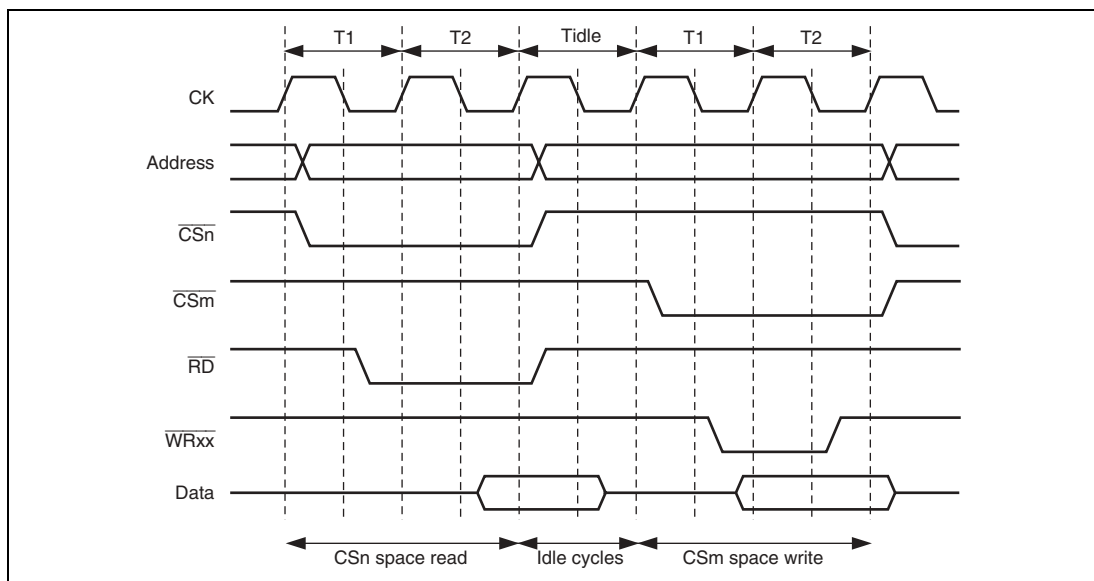 T1 T2 Tidle T1 T2
CK
Address
CSn
CSm
RD
WRxx
Data
CSn space read Idle cycles CSm space write